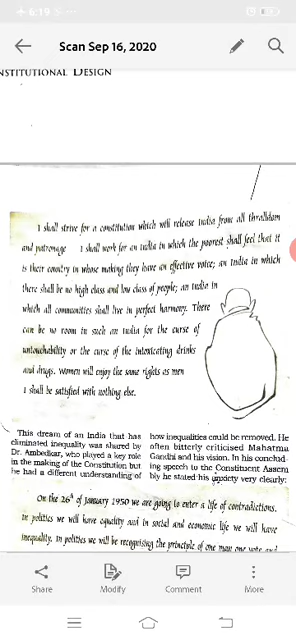 6:19
Scan Sep 16, 2020
NSTITUTIONAL DESIGN
I shall strive for a constitution which will release India from all thralldom
and patronage I shall work for an India in which the poorest shall feel that it
is their country in whose making they have an effective voice; an India in which
there shall be no high class and low class of people; an India in
which all communities shall live in perfect harmony. There
can be no room in such an India for the curse of
untouchability or the curse of the intoxicating drinks
and drugs. Women will enjoy the same rights as men
I shall be satisfied with nothing else.
This dream of an India that has
eliminated inequality was shared by
Dr. Ambedkar, who played a key role
in the making of the Constitution but
he had a different understanding of
how inequalities could be removed. He
often bitterly criticised Mahatma
Gandhi and his vision. In his conclud-
ing speech to the Constituent Assem
bly he stated his anxiety very clearly:
On the 26th of January 1950 we are going to enter a life of contradictions.
In politics we will have equality and in social and economic life we will have
inequality. In politics we will be recognising the principle of one man one vote and
Share
Modify
Comment
More